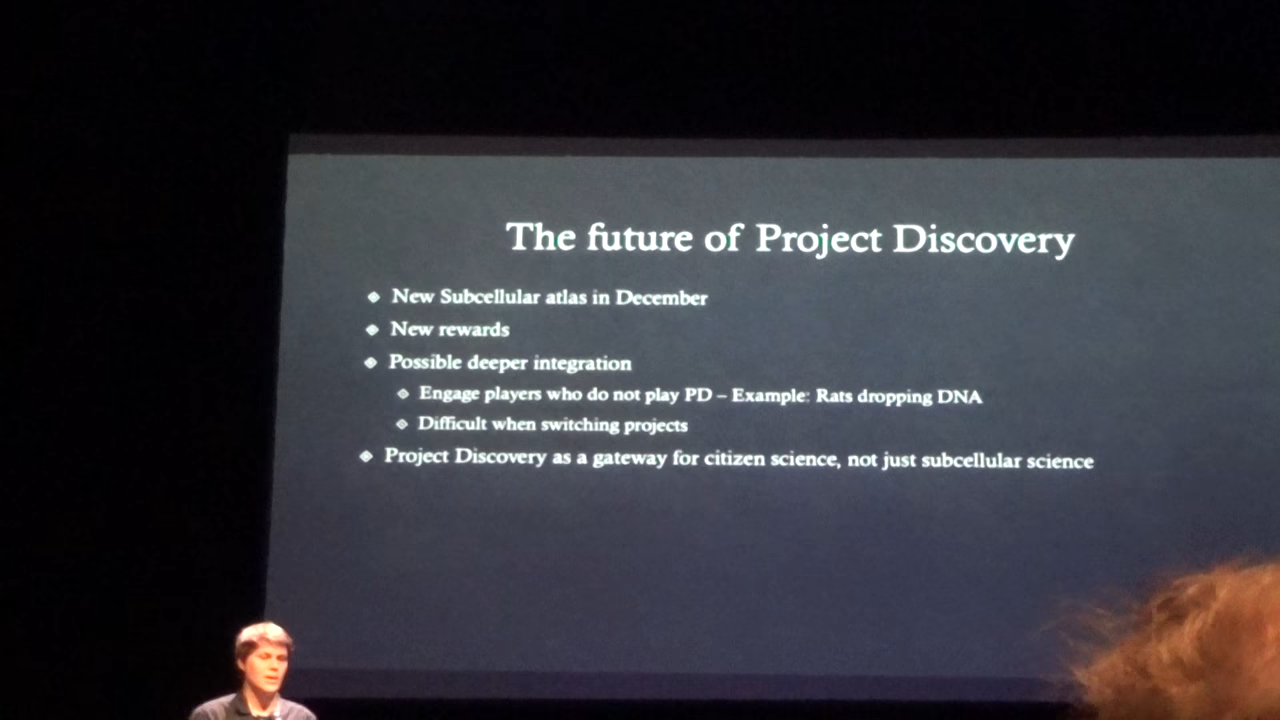 The future of Project Discovery
New Subcellular atlas in December
New rewards
Possible deeper integration
Engage players who do not play PD – Example: Rats dropping DNA
Difficult when switching projects
Project Discovery as a gateway for citizen science, not just subcellular science